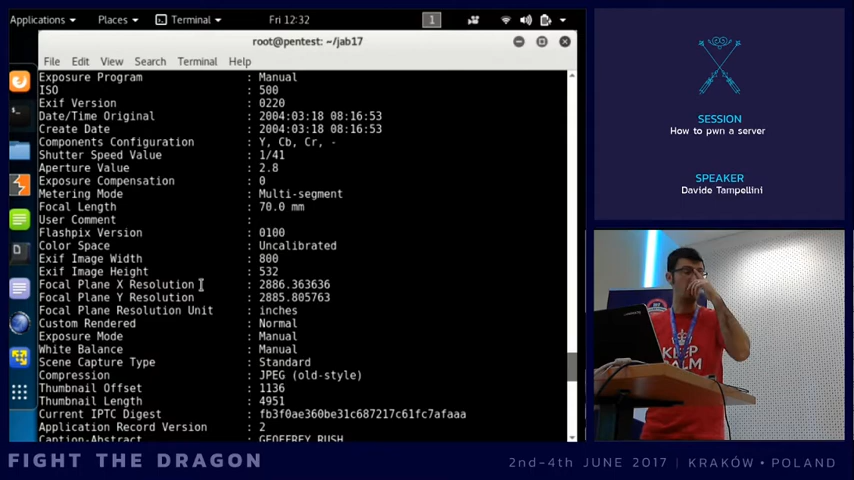 Applications
Places
Terminal
Fri 12:32
1
root@pentest: ~/jab17
File Edit View Search Terminal Help
Exposure Program : Manual
ISO : 500
Exif Version : 0220
Date/Time Original : 2004:03:18 08:16:53
Create Date : 2004:03:18 08:16:53
Components Configuration : Y, Cb, Cr, -
Shutter Speed Value : 1/41
Aperture Value : 2.8
Exposure Compensation : 0
Metering Mode : Multi-segment
Focal Length : 70.0 mm
User Comment :
Flashpix Version : 0100
Color Space : Uncalibrated
Exif Image Width : 800
Exif Image Height : 532
Focal Plane X Resolution : 2886.363636
Focal Plane Y Resolution : 2885.805763
Focal Plane Resolution Unit : inches
Custom Rendered : Normal
Exposure Mode : Manual
White Balance : Manual
Scene Capture Type : Standard
Compression : JPEG (old-style)
Thumbnail Offset : 1136
Thumbnail Length : 4951
Current IPTC Digest : fb3f0ae360be31c687217c61fc7afaaa
Application Record Version : 2
Caption-Abstract : GEOFFREY RUSH
SESSION
How to pwn a server
SPEAKER
Davide Tampellini
KEEP
CALM
FIGHT THE DRAGON
2nd-4th JUNE 2017 | KRAKÓW • POLAND